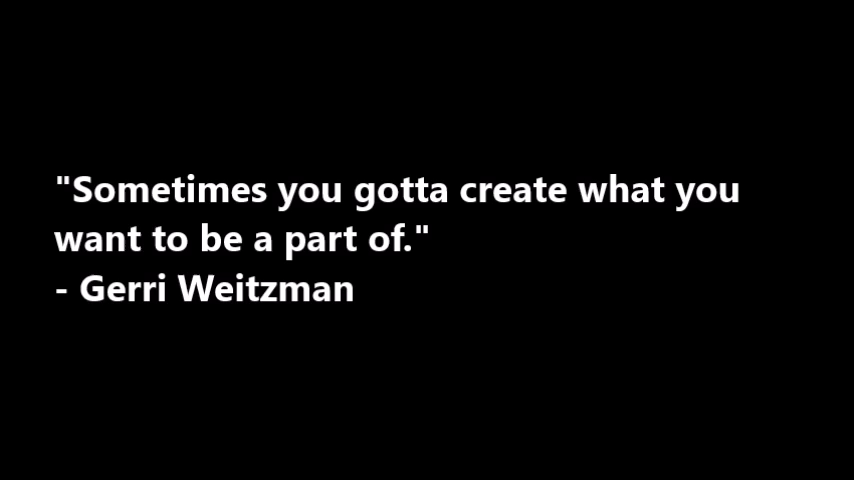 "Sometimes you gotta create what you
want to be a part of."
- Gerri Weitzman